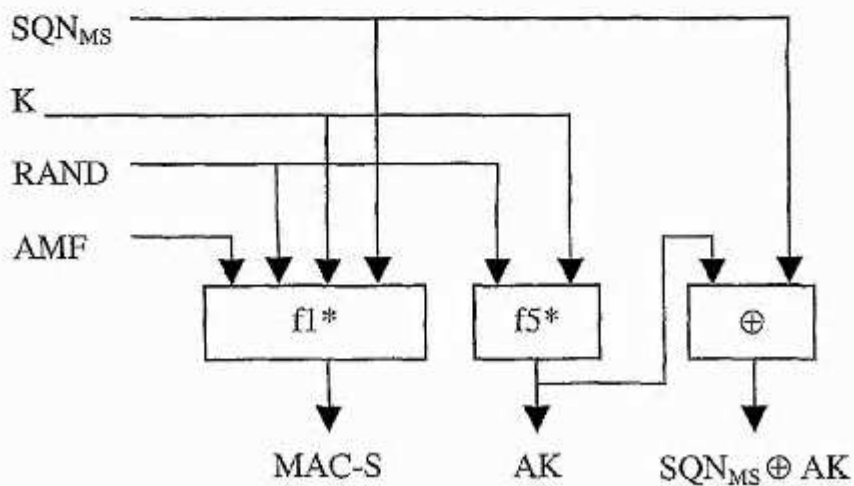 SQN_MS
K
RAND
AMF
f1* f5* ⊕
MAC-S AK SQN_MS ⊕ AK